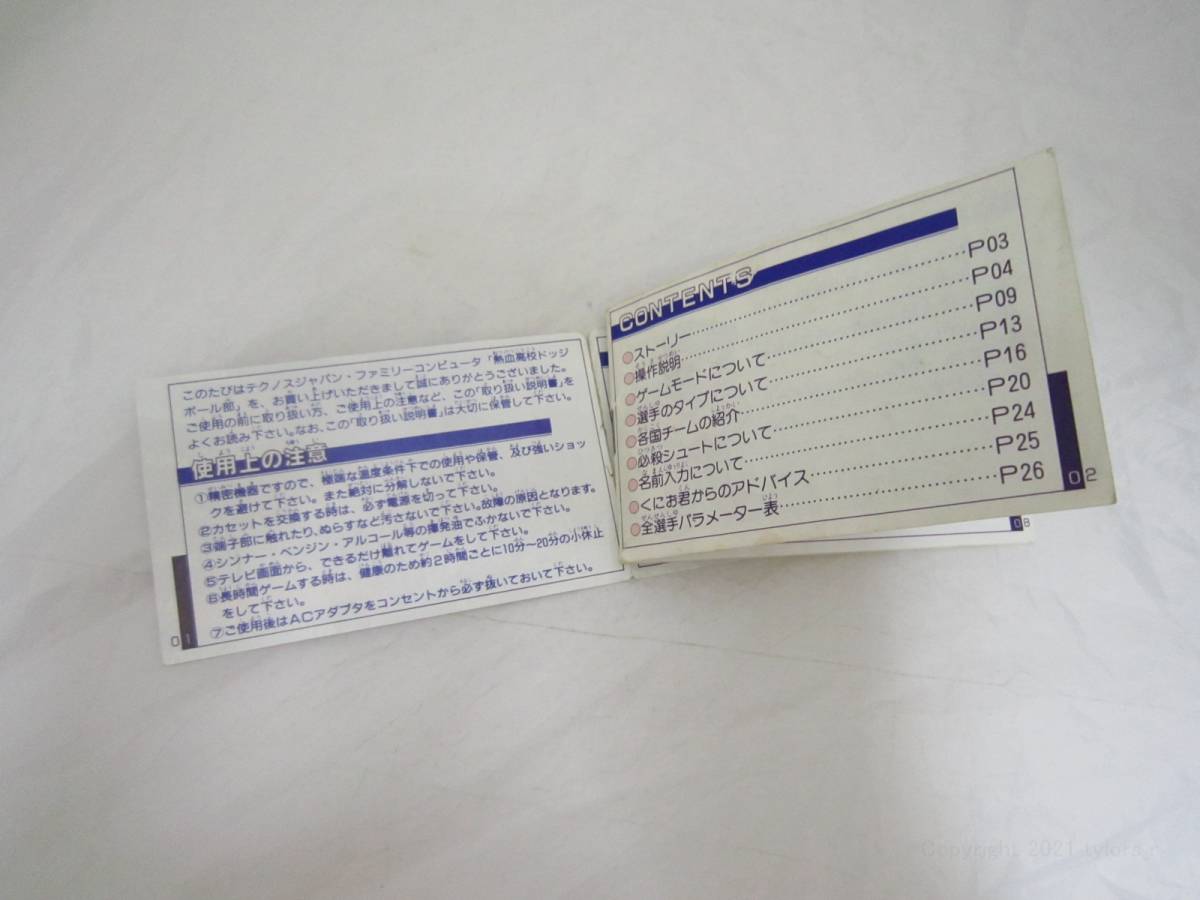 このたびはテクノスジャパン・ファミリーコンピュータ「熱血高校ドッジ
ボール部」を、お買い上げいただきまして誠にありがとうございました。
ご使用の前に取り扱い方、ご使用上の注意など、この「取り扱い説明書」を
よくお読み下さい。なお、この「取り扱い説明書」は大切に保管して下さい。
使用上の注意
①精密機器ですので、極端な温度条件下での使用や保管、及び強いショッ
クを避けて下さい。また絶対に分解しないで下さい。
②カセットを交換する時は、必ず電源を切って下さい。
③端子部に触れたり、ぬらすなど汚さないで下さい。故障の原因となります。
④シンナー・ベンジン・アルコール等の揮発油でふかないで下さい。
⑤テレビ画面から、できるだけ離れてゲームをして下さい。
⑥長時間ゲームする時は、健康のため約2時間ごとに10分〜20分の小休止
をして下さい。
⑦ご使用後はACアダプタをコンセントから必ず抜いておいて下さい。
01
CONTENTS
●ストーリー…………P03
●操作説明…………P04
●ゲームモードについて…………P09
●選手のタイプについて…………P13
●各国チームの紹介…………P16
●必殺シュートについて…………P20
●名前入力について…………P24
●くにお君からのアドバイス…………P25
●全選手パラメーター表…………P26
02
08
Copyright 2021 tylors